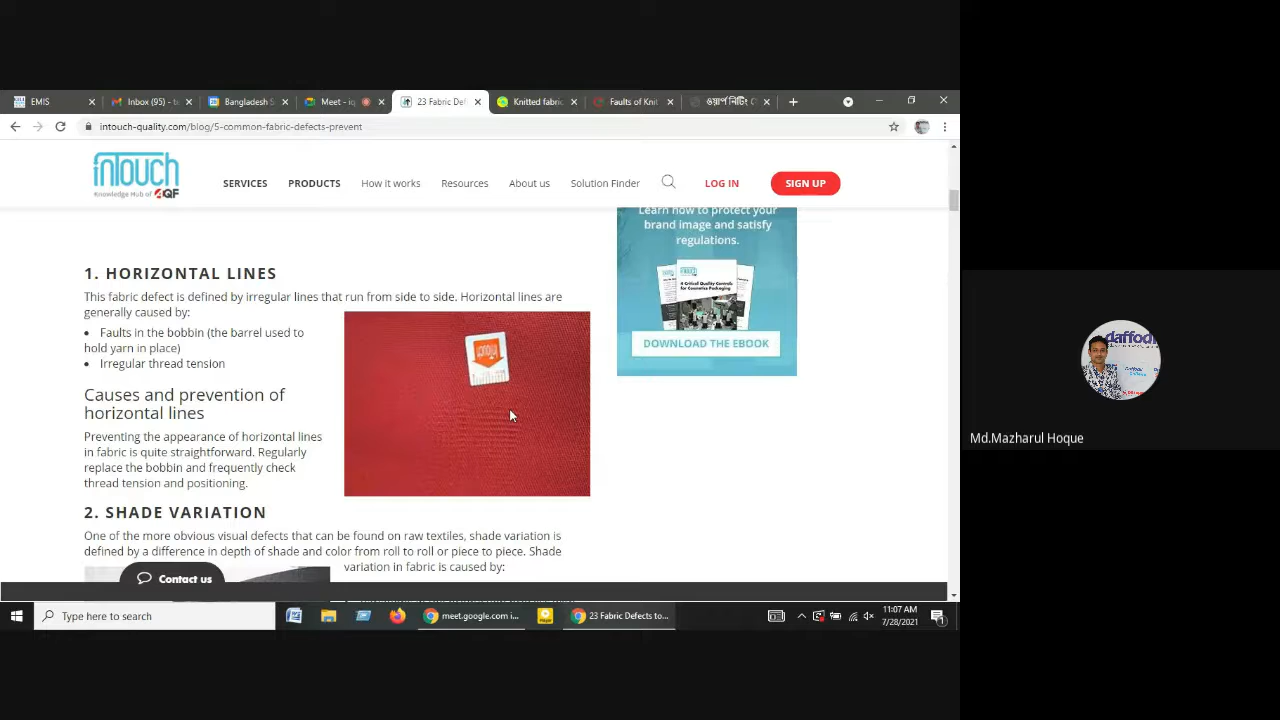 EMIS
Inbox (95) - t
Bangladesh S
Meet - iq
23 Fabric Def
Knitted fabric
Faults of Knit
ওয়ার্প নিটিং
intouch-quality.com/blog/5-common-fabric-defects-prevent
inTouch
Knowledge Hub of QF
SERVICES
PRODUCTS
How it works
Resources
About us
Solution Finder
LOG IN
SIGN UP
Learn how to protect your
brand image and satisfy
regulations.
DOWNLOAD THE EBOOK
1. HORIZONTAL LINES
This fabric defect is defined by irregular lines that run from side to side. Horizontal lines are
generally caused by:
• Faults in the bobbin (the barrel used to
hold yarn in place)
• Irregular thread tension
Causes and prevention of
horizontal lines
Preventing the appearance of horizontal lines
in fabric is quite straightforward. Regularly
replace the bobbin and frequently check
thread tension and positioning.
2. SHADE VARIATION
One of the more obvious visual defects that can be found on raw textiles, shade variation is
defined by a difference in depth of shade and color from roll to roll or piece to piece. Shade
variation in fabric is caused by:
Contact us
Type here to search
meet.google.com i...
23 Fabric Defects to...
11:07 AM
7/28/2021
daffod
Md.Mazharul Hoque